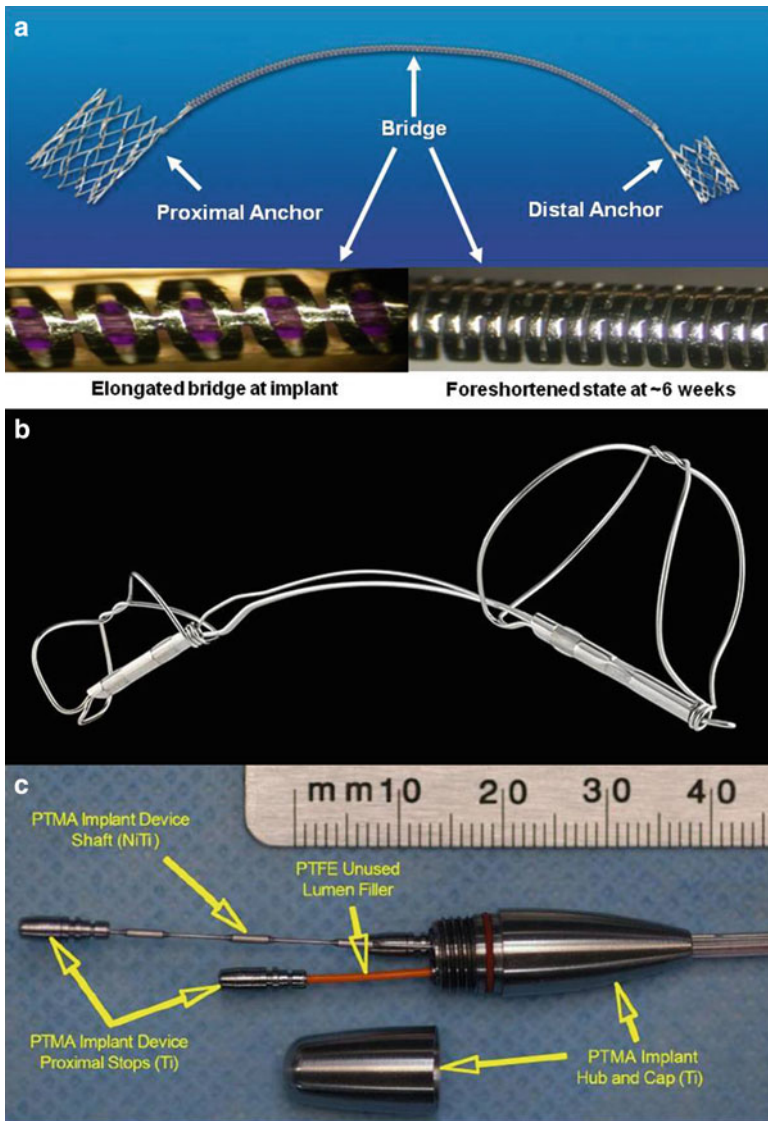 a
Bridge
Proximal Anchor
Distal Anchor
Elongated bridge at implant
Foreshortened state at ~6 weeks
b
c
mm10 20 30 40
PTMA Implant Device
Shaft (NiTi)
PTFE Unused
Lumen Filler
PTMA Implant Device
Proximal Stops (Ti)
PTMA Implant
Hub and Cap (Ti)